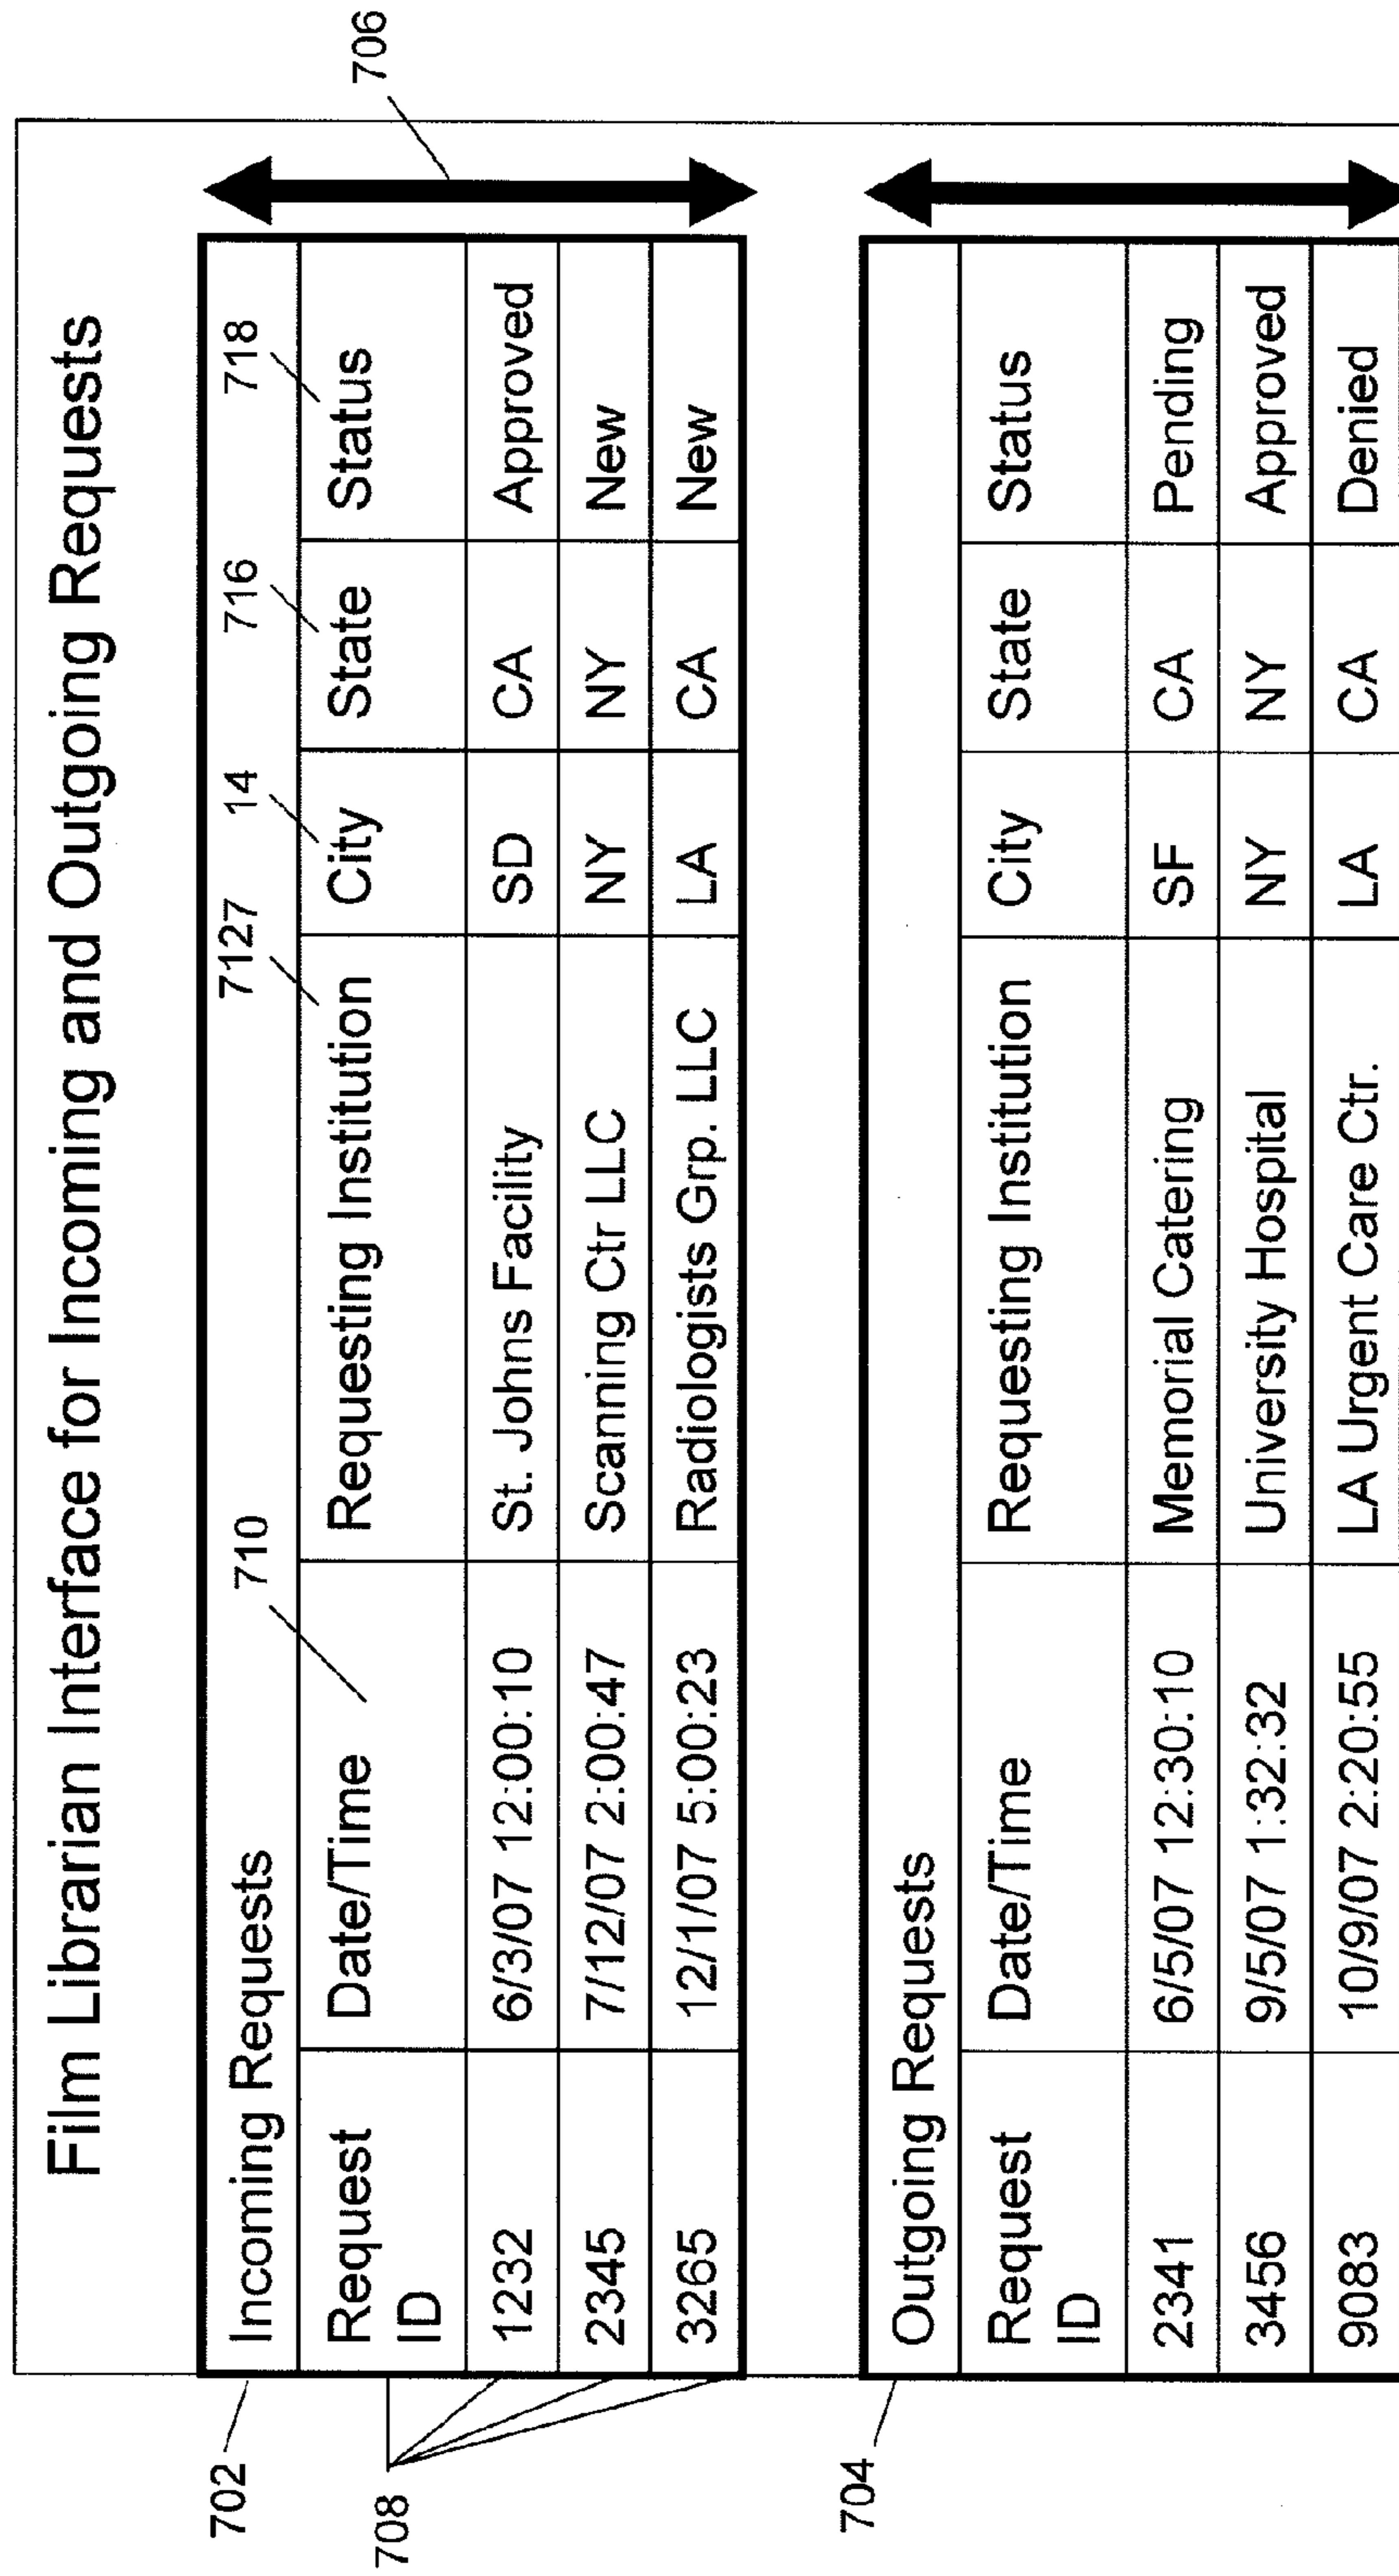 Film Librarian Interface for Incoming and Outgoing Requests
702
Incoming Requests
710 7127 14 716 718
Request ID Date/Time Requesting Institution City State Status
706
708
1232 6/3/07 12:00:10 St. Johns Facility SD CA Approved
2345 7/12/07 2:00:47 Scanning Ctr LLC NY NY New
3265 12/1/07 5:00:23 Radiologists Grp. LLC LA CA New
704
Outgoing Requests
Request ID Date/Time Requesting Institution City State Status
2341 6/5/07 12:30:10 Memorial Catering SF CA Pending
3456 9/5/07 1:32:32 University Hospital NY NY Approved
9083 10/9/07 2:20:55 LA Urgent Care Ctr. LA CA Denied